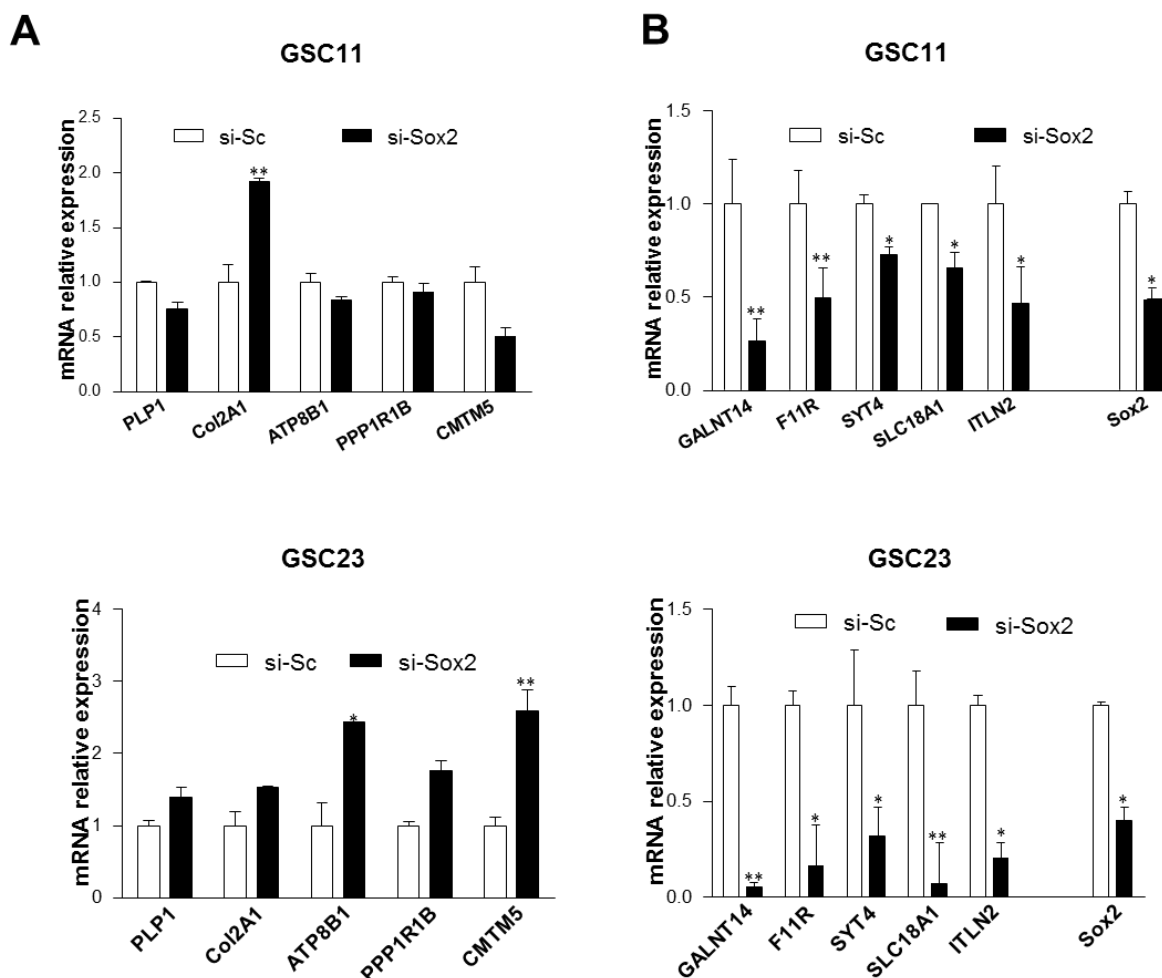 A
GSC11
mRNA relative expression
2.5
2.0
1.5
1.0
0.5
0.0
si-Sc
si-Sox2
**
PLP1
Col2A1
ATP8B1
PPP1R1B
CMTM5
B
GSC11
mRNA relative expression
1.5
1.0
0.5
0.0
si-Sc
si-Sox2
**
**
*
*
*
*
GALNT14
F11R
SYT4
SLC18A1
ITLN2
Sox2
GSC23
mRNA relative expression
4
3
2
1
0
si-Sc
si-Sox2
*
**
PLP1
Col2A1
ATP8B1
PPP1R1B
CMTM5
GSC23
mRNA relative expression
1.5
1.0
0.5
0.0
si-Sc
si-Sox2
**
*
*
**
*
*
GALNT14
F11R
SYT4
SLC18A1
ITLN2
Sox2